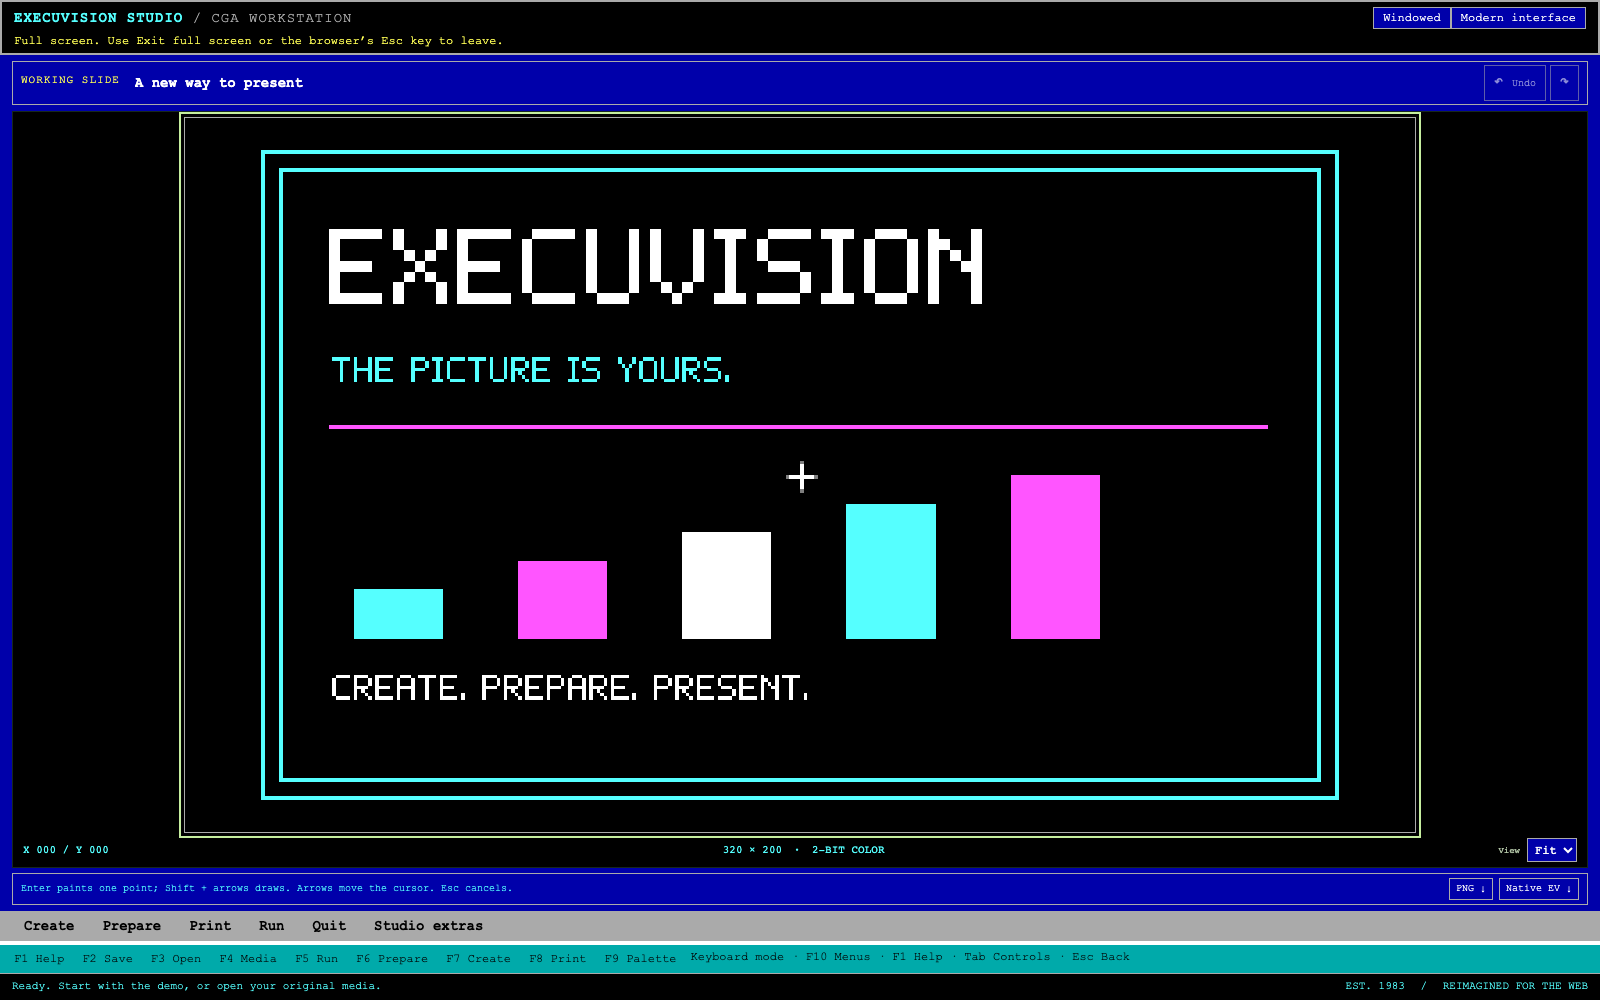 EXECUVISION STUDIO / CGA WORKSTATION
Windowed Modern interface
Full screen. Use Exit full screen or the browser's Esc key to leave.
WORKING SLIDE A new way to present
↶ Undo ↷
EXECUVISION
THE PICTURE IS YOURS.
CREATE. PREPARE. PRESENT.
X 000 / Y 000 320 × 200 · 2-BIT COLOR View Fit
Enter paints one point; Shift + arrows draws. Arrows move the cursor. Esc cancels. PNG ↓ Native EV ↓
Create Prepare Print Run Quit Studio extras
F1 Help F2 Save F3 Open F4 Media F5 Run F6 Prepare F7 Create F8 Print F9 Palette Keyboard mode · F10 Menus · F1 Help · Tab Controls · Esc Back
Ready. Start with the demo, or open your original media. EST. 1983 / REIMAGINED FOR THE WEB